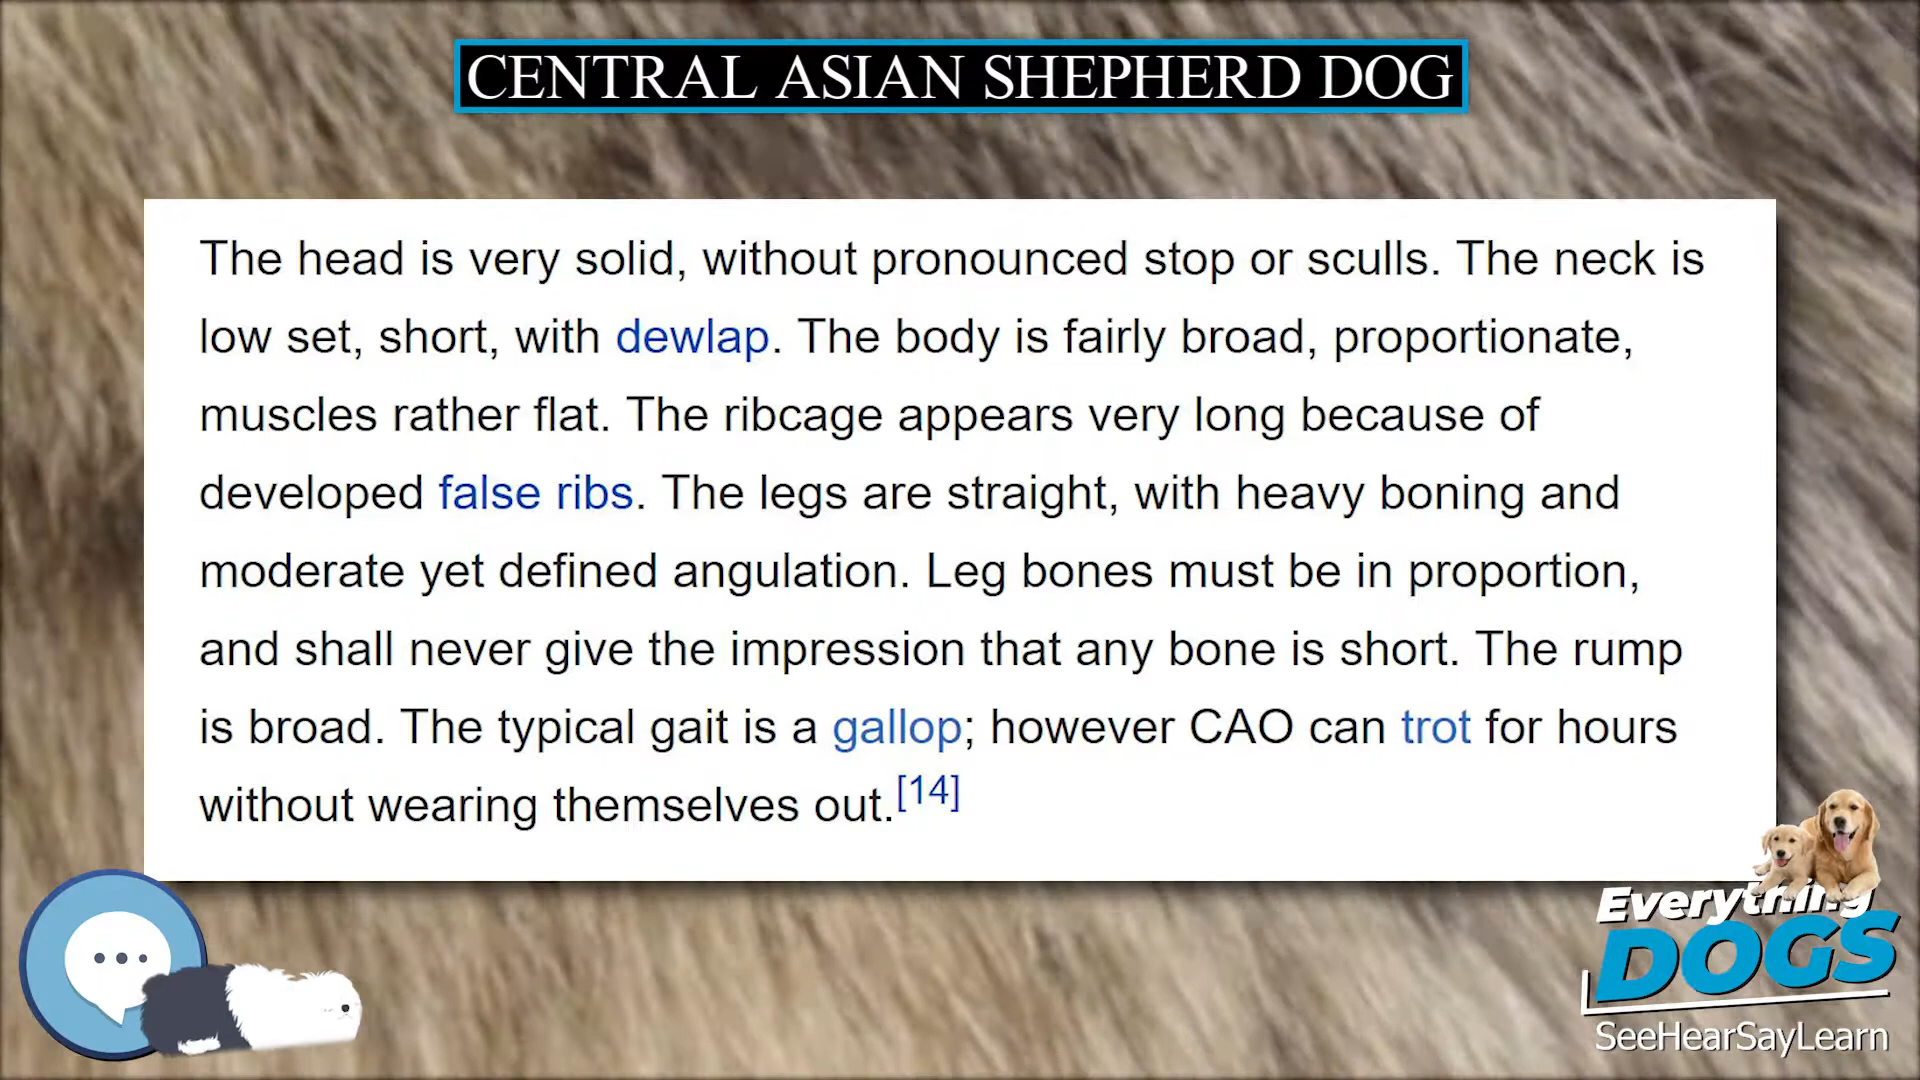 CENTRAL ASIAN SHEPHERD DOG
The head is very solid, without pronounced stop or sculls. The neck is
low set, short, with dewlap. The body is fairly broad, proportionate,
muscles rather flat. The ribcage appears very long because of
developed false ribs. The legs are straight, with heavy boning and
moderate yet defined angulation. Leg bones must be in proportion,
and shall never give the impression that any bone is short. The rump
is broad. The typical gait is a gallop; however CAO can trot for hours
without wearing themselves out.[14]
Everything
DOGS
SeeHearSayLearn